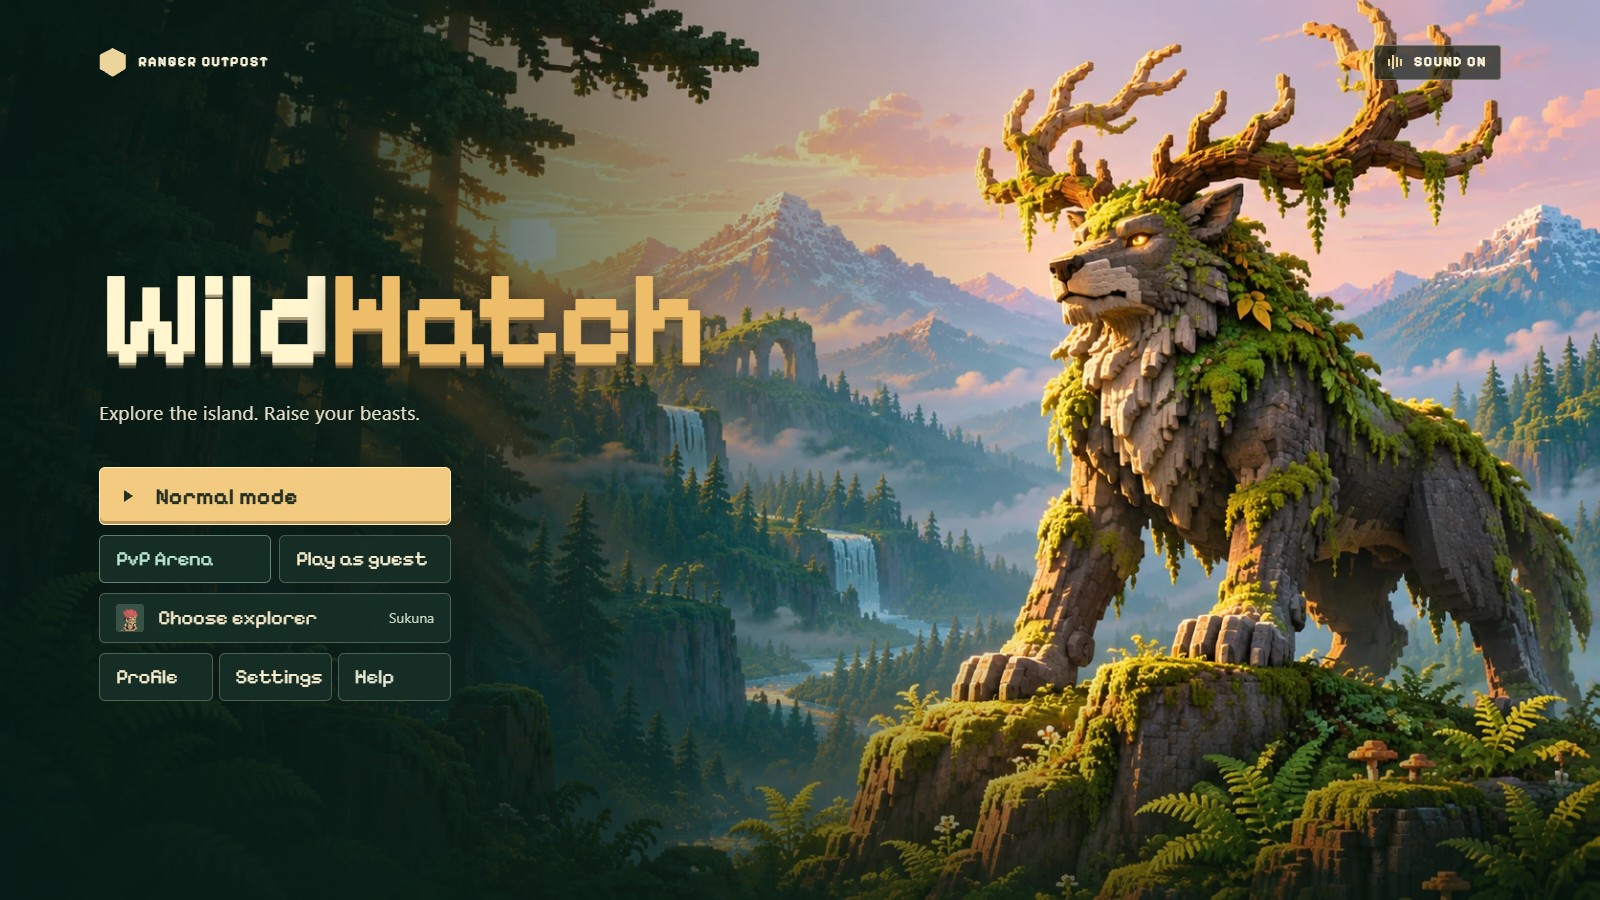 RANGER OUTPOST
SOUND ON
WildHatch
Explore the island. Raise your beasts.
Normal mode
PvP Arena
Play as guest
Choose explorer
Sukuna
Profile
Settings
Help